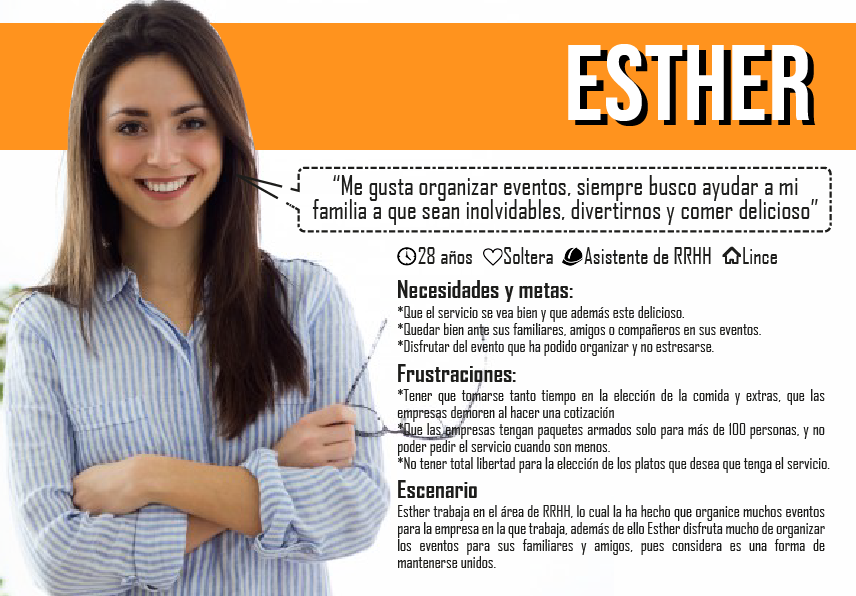 ESTHER
“Me gusta organizar eventos, siempre busco ayudar a mi
familia a que sean inolvidables, divertirnos y comer delicioso”
28 años Soltera Asistente de RRHH Lince
Necesidades y metas:
*Que el servicio se vea bien y que además este delicioso.
*Quedar bien ante sus familiares, amigos o compañeros en sus eventos.
*Disfrutar del evento que ha podido organizar y no estresarse.
Frustraciones:
*Tener que tomarse tanto tiempo en la elección de la comida y extras, que las
empresas demoren al hacer una cotización
*Que las empresas tengan paquetes armados solo para más de 100 personas, y no
poder pedir el servicio cuando son menos.
*No tener total libertad para la elección de los platos que desea que tenga el servicio.
Escenario
Esther trabaja en el área de RRHH, lo cual la ha hecho que organice muchos eventos
para la empresa en la que trabaja, además de ello Esther disfruta mucho de organizar
los eventos para sus familiares y amigos, pues considera es una forma de
mantenerse unidos.